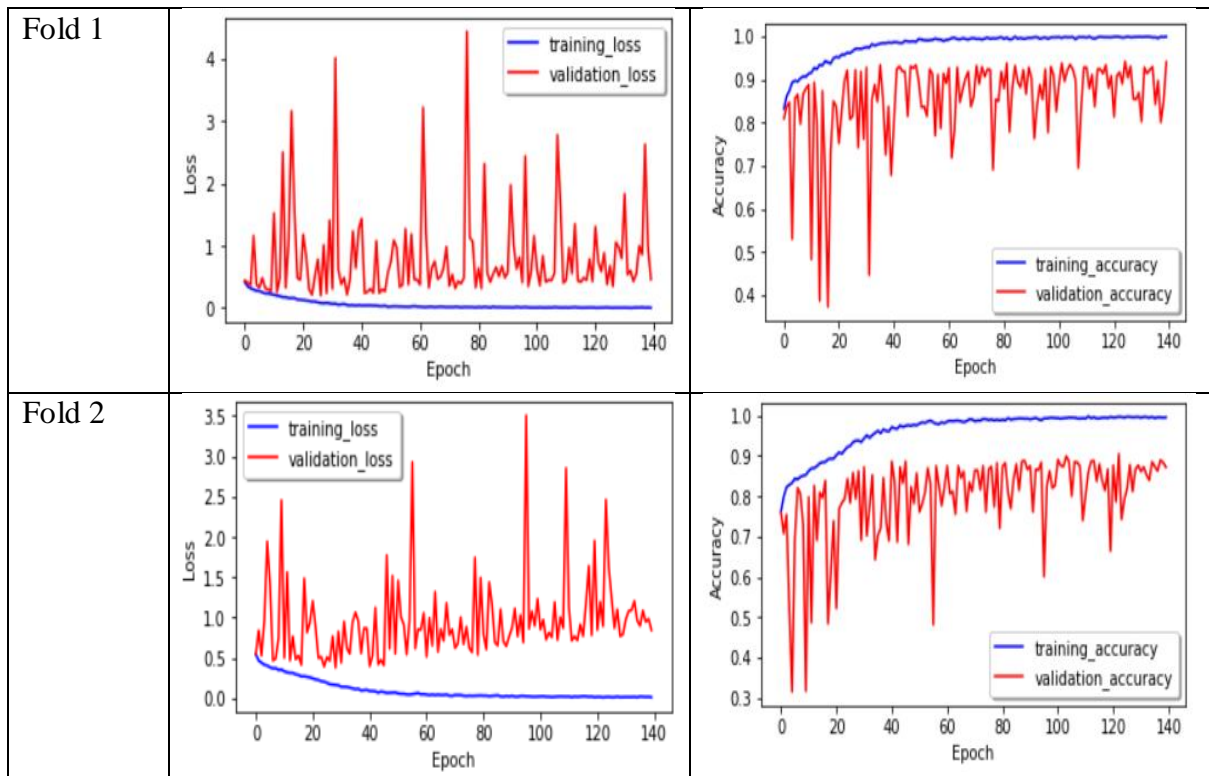 Fold 1
4
3
2
1
0
Loss
training_loss
validation_loss
0 20 40 60 80 100 120 140
Epoch
1.0
0.9
0.8
0.7
0.6
0.5
0.4
Accuracy
training_accuracy
validation_accuracy
0 20 40 60 80 100 120 140
Epoch
Fold 2
3.5
3.0
2.5
2.0
1.5
1.0
0.5
0.0
Loss
training_loss
validation_loss
0 20 40 60 80 100 120 140
Epoch
1.0
0.9
0.8
0.7
0.6
0.5
0.4
0.3
Accuracy
training_accuracy
validation_accuracy
0 20 40 60 80 100 120 140
Epoch